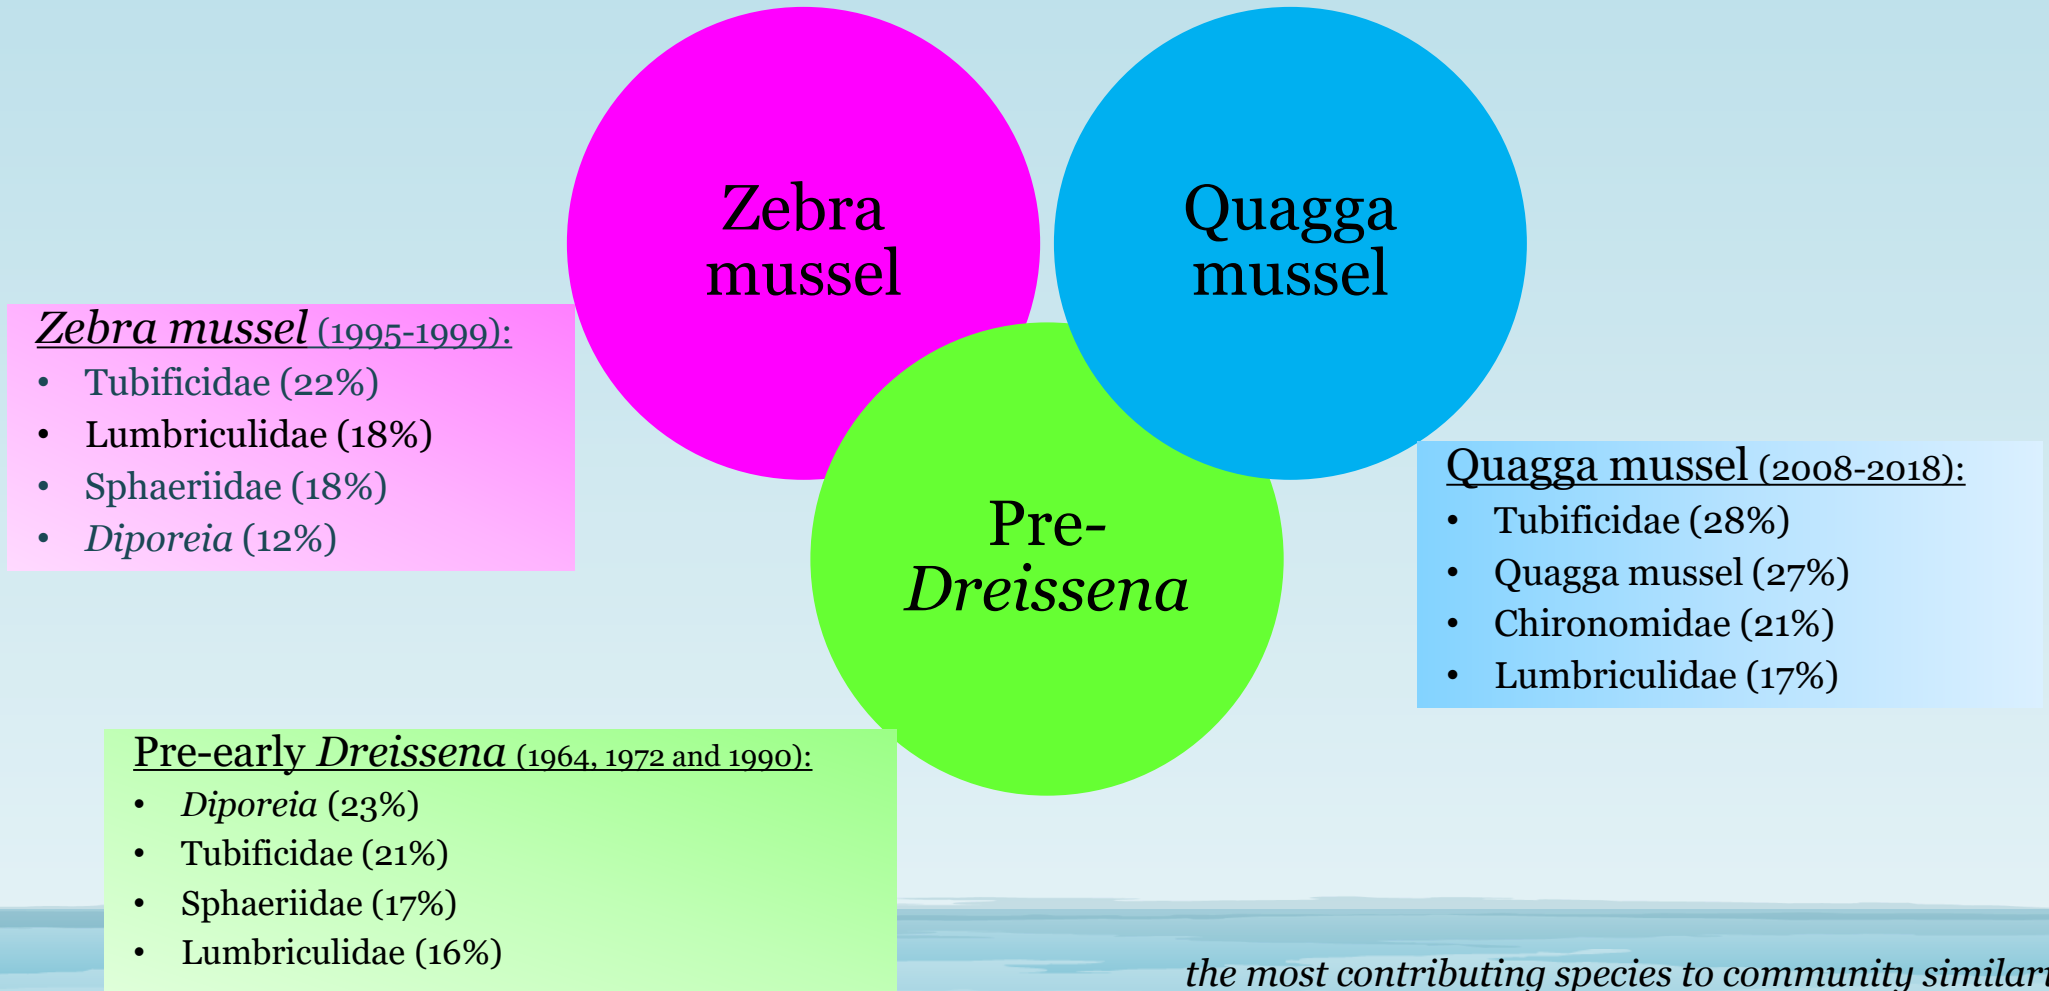 Zebra
mussel
Quagga
mussel
Pre-
Dreissena
Zebra mussel (1995-1999):
• Tubificidae (22%)
• Lumbriculidae (18%)
• Sphaeriidae (18%)
• Diporeia (12%)
Quagga mussel (2008-2018):
• Tubificidae (28%)
• Quagga mussel (27%)
• Chironomidae (21%)
• Lumbriculidae (17%)
Pre-early Dreissena (1964, 1972 and 1990):
• Diporeia (23%)
• Tubificidae (21%)
• Sphaeriidae (17%)
• Lumbriculidae (16%)
the most contributing species to community